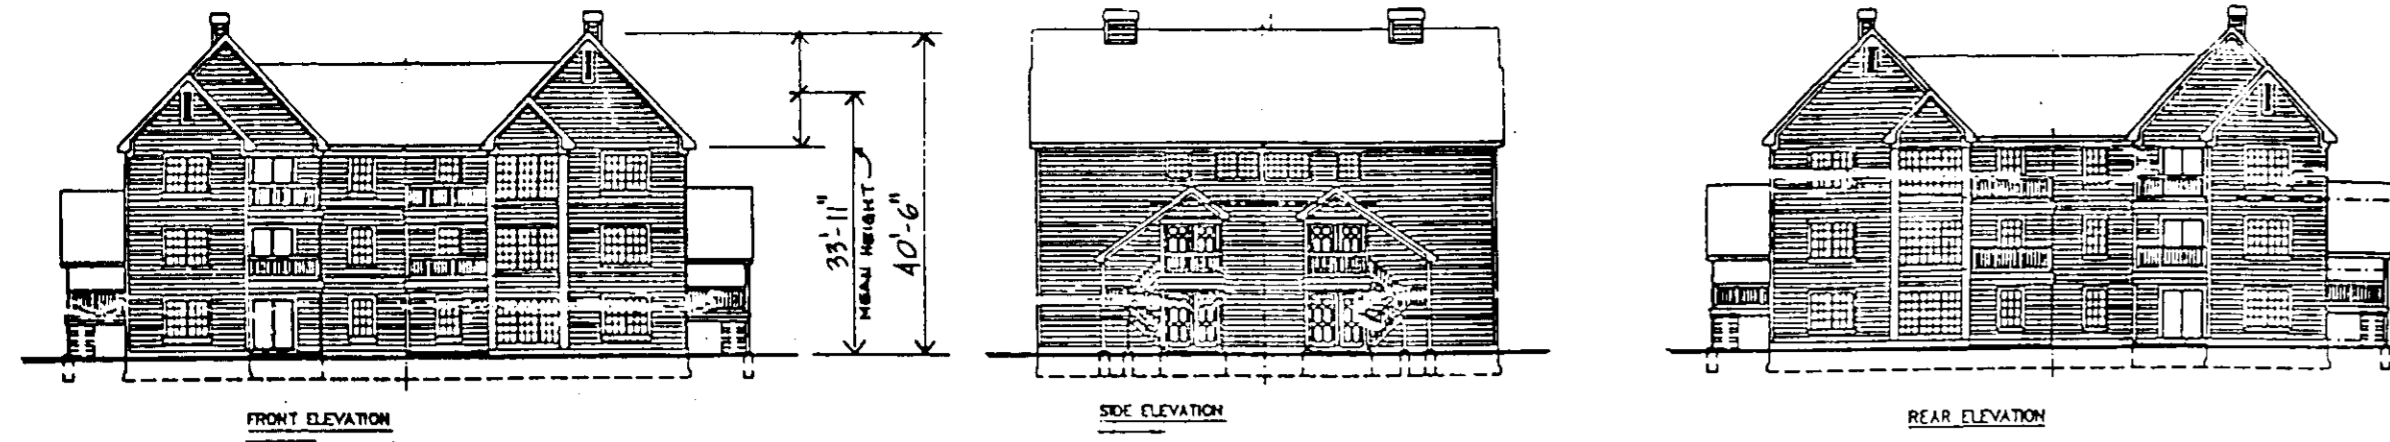 33'-11"
MEAN HEIGHT
40'-6"
FRONT ELEVATION
SIDE ELEVATION
REAR ELEVATION